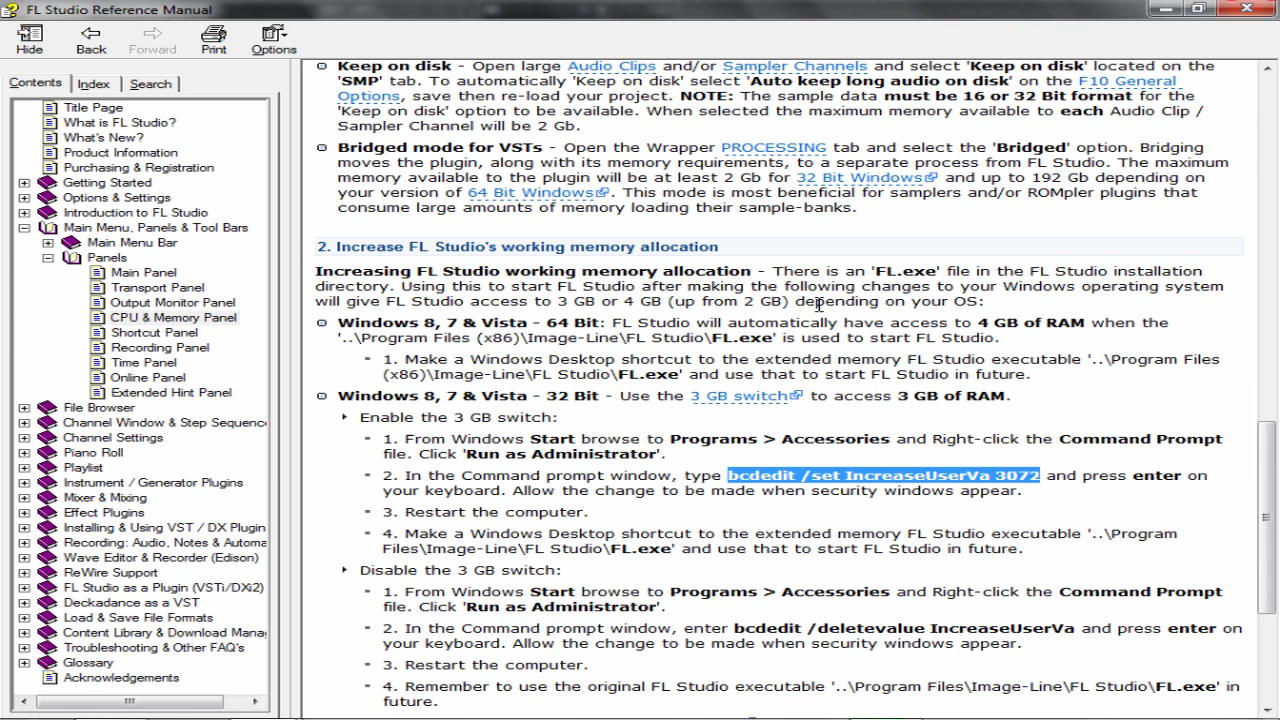 FL Studio Reference Manual
Hide
Back
Forward
Print
Options
Contents
Index
Search
Title Page
What is FL Studio?
What's New?
Product Information
Purchasing & Registration
Getting Started
Options & Settings
Introduction to FL Studio
Main Menu, Panels & Tool Bars
Main Menu Bar
Panels
Main Panel
Transport Panel
Output Monitor Panel
CPU & Memory Panel
Shortcut Panel
Recording Panel
Time Panel
Online Panel
Extended Hint Panel
File Browser
Channel Window & Step Sequence
Channel Settings
Piano Roll
Playlist
Instrument / Generator Plugins
Mixer & Mixing
Effect Plugins
Installing & Using VST / DX Plugin
Recording: Audio, Notes & Automa
Wave Editor & Recorder (Edison)
ReWire Support
FL Studio as a Plugin (VSTi/DXi2)
Deckadance as a VST
Load & Save File Formats
Content Library & Download Mana
Troubleshooting & Other FAQ's
Glossary
Acknowledgements
Keep on disk - Open large Audio Clips and/or Sampler Channels and select 'Keep on disk' located on the
'SMP' tab. To automatically 'Keep on disk' select 'Auto keep long audio on disk' on the F10 General
Options, save then re-load your project. NOTE: The sample data must be 16 or 32 Bit format for the
'Keep on disk' option to be available. When selected the maximum memory available to each Audio Clip /
Sampler Channel will be 2 Gb.
Bridged mode for VSTs - Open the Wrapper PROCESSING tab and select the 'Bridged' option. Bridging
moves the plugin, along with its memory requirements, to a separate process from FL Studio. The maximum
memory available to the plugin will be at least 2 Gb for 32 Bit Windows and up to 192 Gb depending on
your version of 64 Bit Windows. This mode is most beneficial for samplers and/or ROMpler plugins that
consume large amounts of memory loading their sample-banks.
2. Increase FL Studio's working memory allocation
Increasing FL Studio working memory allocation - There is an 'FL.exe' file in the FL Studio installation
directory. Using this to start FL Studio after making the following changes to your Windows operating system
will give FL Studio access to 3 GB or 4 GB (up from 2 GB) depending on your OS:
Windows 8, 7 & Vista - 64 Bit: FL Studio will automatically have access to 4 GB of RAM when the
'..\Program Files (x86)\Image-Line\FL Studio\FL.exe' is used to start FL Studio.
- 1. Make a Windows Desktop shortcut to the extended memory FL Studio executable '..\Program Files
(x86)\Image-Line\FL Studio\FL.exe' and use that to start FL Studio in future.
Windows 8, 7 & Vista - 32 Bit - Use the 3 GB switch to access 3 GB of RAM.
Enable the 3 GB switch:
- 1. From Windows Start browse to Programs > Accessories and Right-click the Command Prompt
file. Click 'Run as Administrator'.
- 2. In the Command prompt window, type bcdedit /set IncreaseUserVa 3072 and press enter on
your keyboard. Allow the change to be made when security windows appear.
- 3. Restart the computer.
- 4. Make a Windows Desktop shortcut to the extended memory FL Studio executable '..\Program
Files\Image-Line\FL Studio\FL.exe' and use that to start FL Studio in future.
Disable the 3 GB switch:
- 1. From Windows Start browse to Programs > Accessories and Right-click the Command Prompt
file. Click 'Run as Administrator'.
- 2. In the Command prompt window, enter bcdedit /deletevalue IncreaseUserVa and press enter on
your keyboard. Allow the change to be made when security windows appear.
- 3. Restart the computer.
- 4. Remember to use the original FL Studio executable '..\Program Files\Image-Line\FL Studio\FL.exe' in
future.